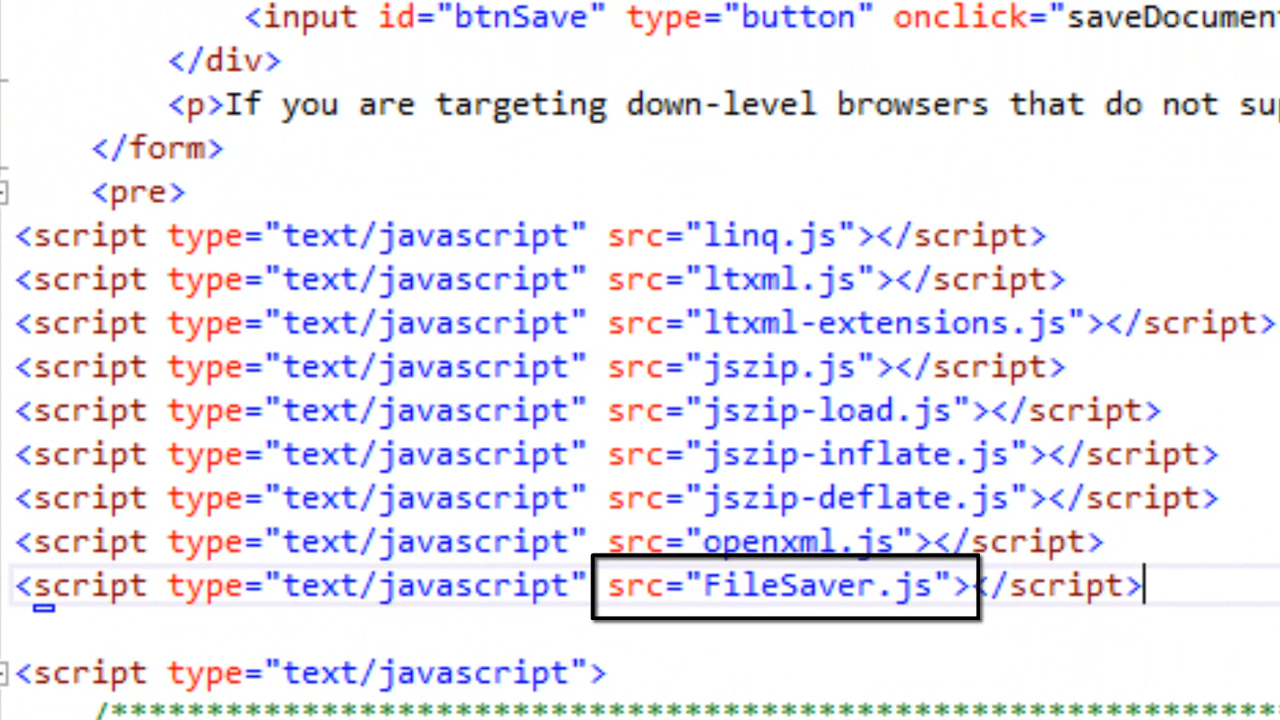 <input id="btnSave" type="button" onclick="saveDocument
</div>
<p>If you are targeting down-level browsers that do not
</form>
<pre>
<script type="text/javascript" src="linq.js"></script>
<script type="text/javascript" src="ltxml.js"></script>
<script type="text/javascript" src="ltxml-extensions.js"></script>
<script type="text/javascript" src="jszip.js"></script>
<script type="text/javascript" src="jszip-load.js"></script>
<script type="text/javascript" src="jszip-inflate.js"></script>
<script type="text/javascript" src="jszip-deflate.js"></script>
<script type="text/javascript" src="openxml.js"></script>
<script type="text/javascript" src="FileSaver.js"></script>
<script type="text/javascript">
/*************************************************************